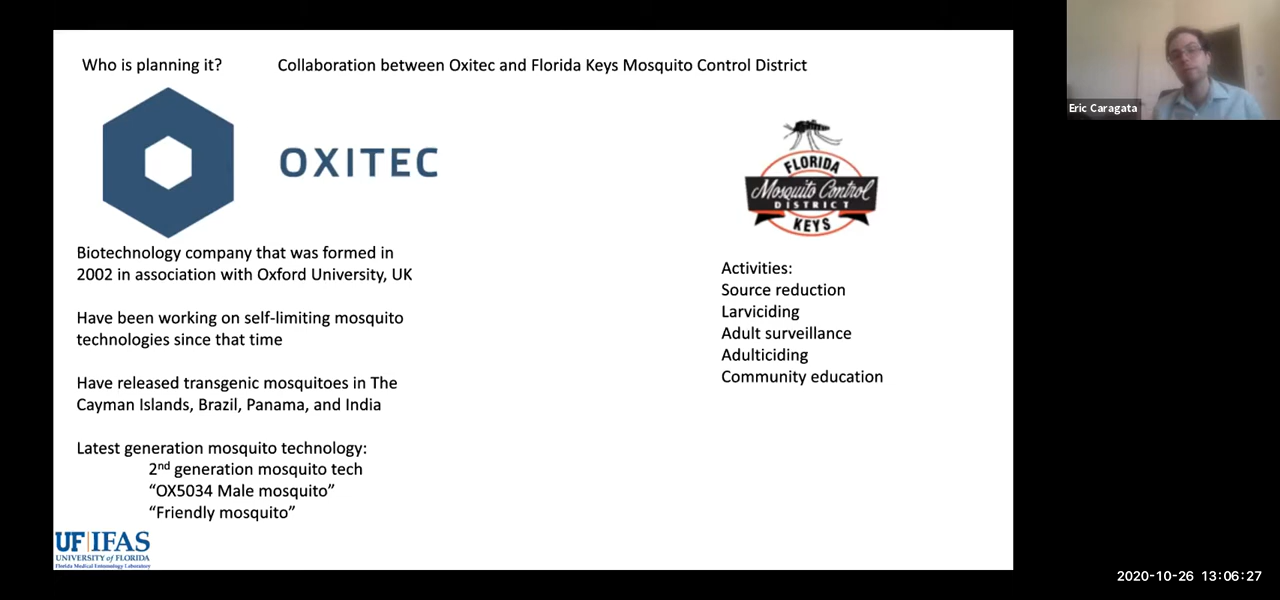 Who is planning it?
Collaboration between Oxitec and Florida Keys Mosquito Control District
OXITEC
FLORIDA
Mosquito Control
DISTRICT
KEYS
Biotechnology company that was formed in
2002 in association with Oxford University, UK
Have been working on self-limiting mosquito
technologies since that time
Have released transgenic mosquitoes in The
Cayman Islands, Brazil, Panama, and India
Latest generation mosquito technology:
2nd generation mosquito tech
“OX5034 Male mosquito”
“Friendly mosquito”
Activities:
Source reduction
Larviciding
Adult surveillance
Adulticiding
Community education
UF|IFAS
UNIVERSITY of FLORIDA
Florida Medical Entomology Laboratory
Eric Caragata
2020-10-26 13:06:27